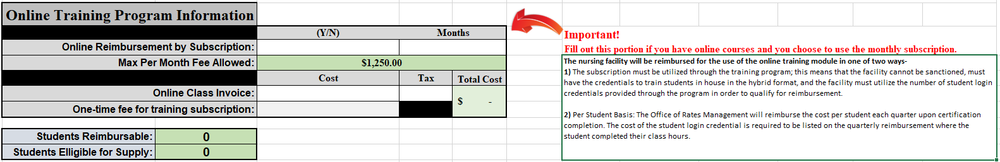 Online Training Program Information
(Y/N) Months
Online Reimbursement by Subscription:
Max Per Month Fee Allowed: $1,250.00
Cost Tax Total Cost
Online Class Invoice:
$ -
One-time fee for training subscription:
Students Reimbursable: 0
Students Elligible for Supply: 0
Important!
Fill out this portion if you have online courses and you choose to use the monthly subscription.
The nursing facility will be reimbursed for the use of the online training module in one of two ways-
1) The subscription must be utilized through the training program; this means that the facility cannot be sanctioned, must
have the credentials to train students in house in the hybrid format, and the facility must utilize the number of student login
credentials provided through the program in order to qualify for reimbursement.
2) Per Student Basis: The Office of Rates Management will reimburse the cost per student each quarter upon certification
completion. The cost of the student login credential is required to be listed on the quarterly reimbursement where the
student completed their class hours.